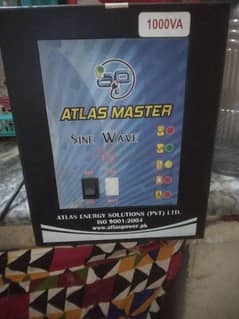 1000VA
ATLAS MASTER
SINE WAVE
ATLAS ENERGY SOLUTIONS (PVT) LTD.
ISO 9001:2004
www.atlaspower.pk